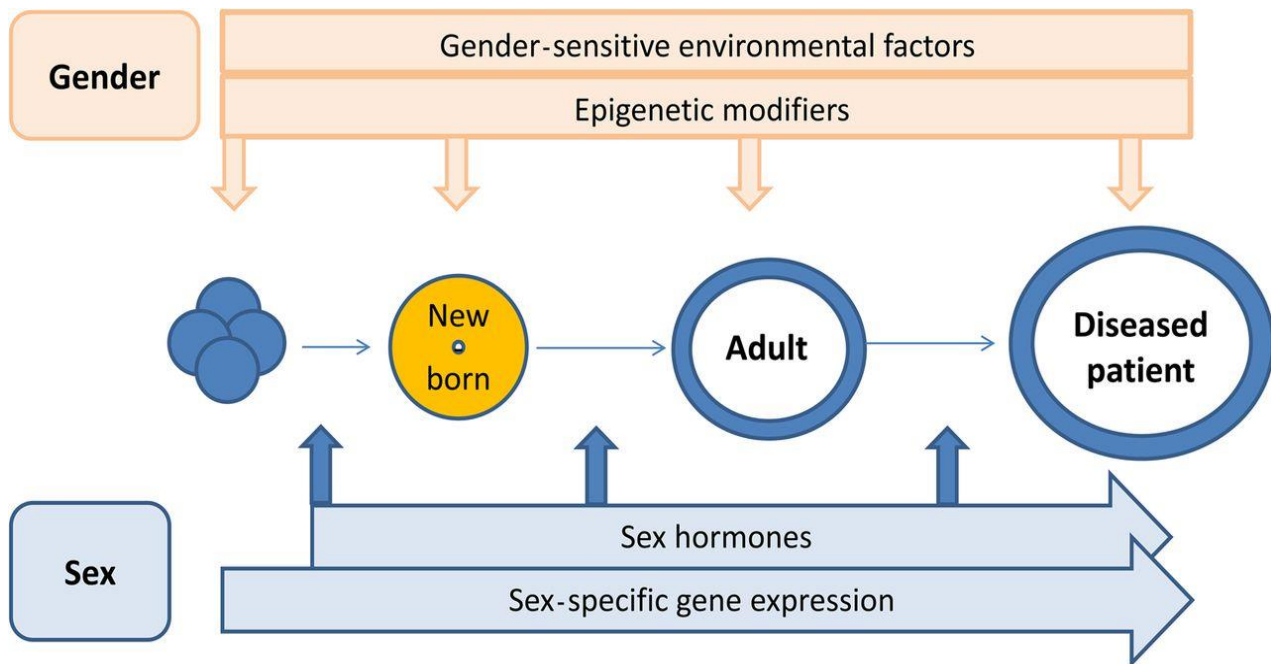 Gender
Gender-sensitive environmental factors
Epigenetic modifiers
New
born
Adult
Diseased
patient
Sex
Sex hormones
Sex-specific gene expression